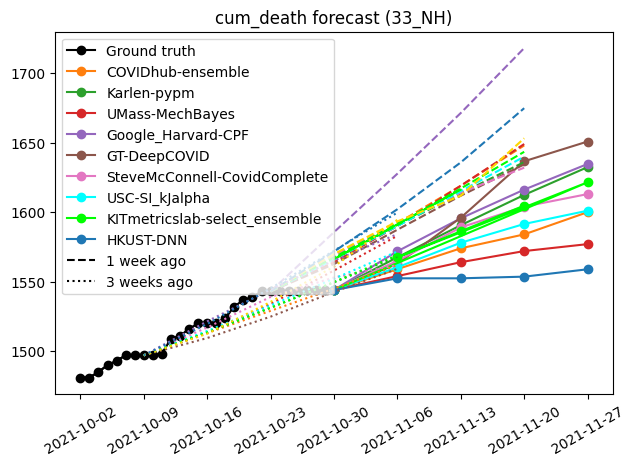 cum_death forecast (33_NH)
1700
1650
1600
1550
1500
Ground truth
COVIDhub-ensemble
Karlen-pypm
UMass-MechBayes
Google_Harvard-CPF
GT-DeepCOVID
SteveMcConnell-CovidComplete
USC-SI_kJalpha
KITmetricslab-select_ensemble
HKUST-DNN
1 week ago
3 weeks ago
2021-10-02
2021-10-09
2021-10-16
2021-10-23
2021-10-30
2021-11-06
2021-11-13
2021-11-20
2021-11-27